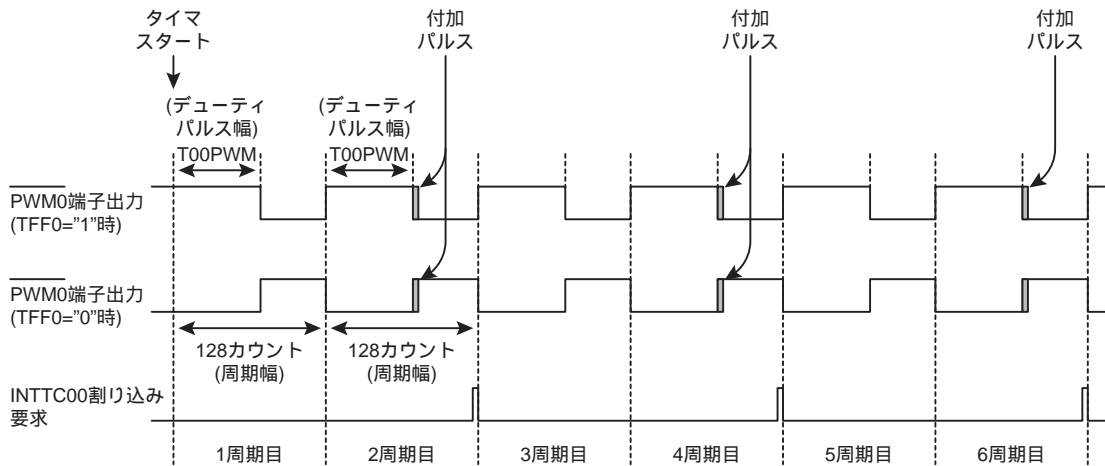 タイマ
スタート
付加
パルス
付加
パルス
付加
パルス
(デューティ
パルス幅)
T00PWM
(デューティ
パルス幅)
T00PWM
PWM0端子出力
(TFF0=”1”時)
PWM0端子出力
(TFF0=”0”時)
128カウント
(周期幅)
128カウント
(周期幅)
INTTC00割り込み
要求
1周期目
2周期目
3周期目
4周期目
5周期目
6周期目